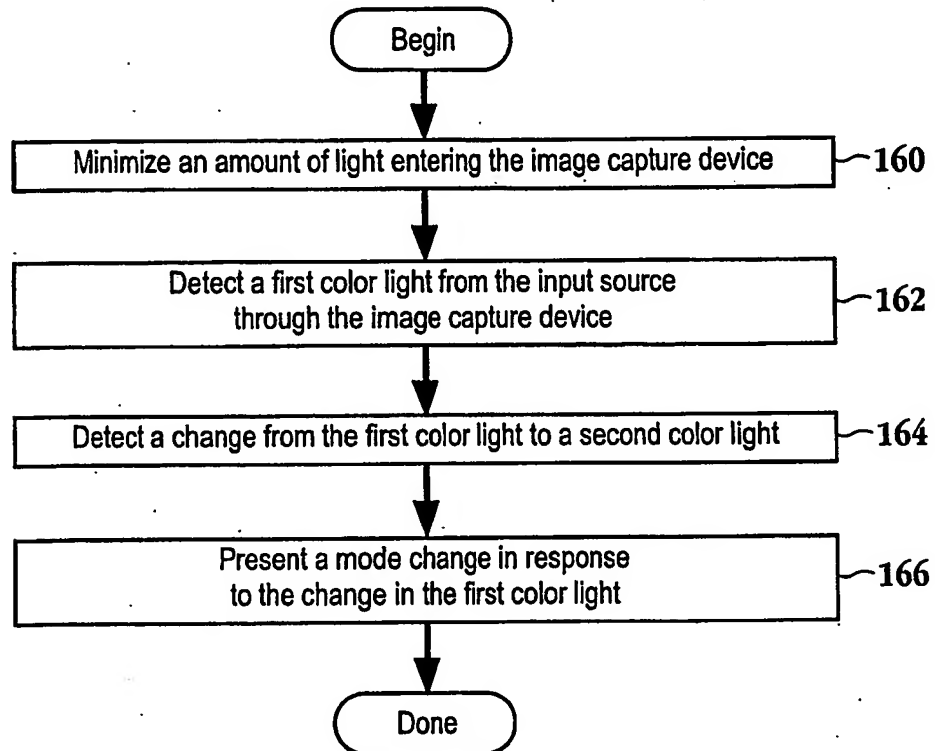 Begin
Minimize an amount of light entering the image capture device
160
Detect a first color light from the input source
through the image capture device
162
Detect a change from the first color light to a second color light
164
Present a mode change in response
to the change in the first color light
166
Done